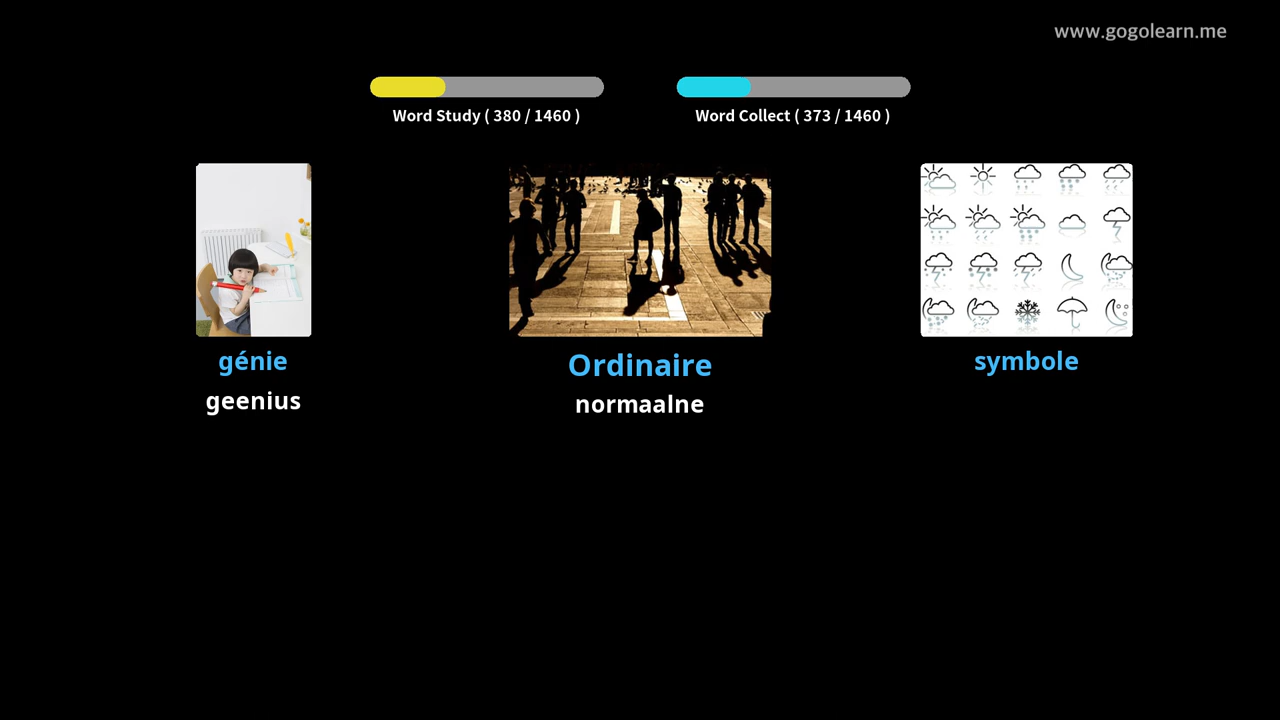 www.gogolearn.me
Word Study ( 380 / 1460 )
Word Collect ( 373 / 1460 )
génie
geenius
Ordinaire
normaalne
symbole